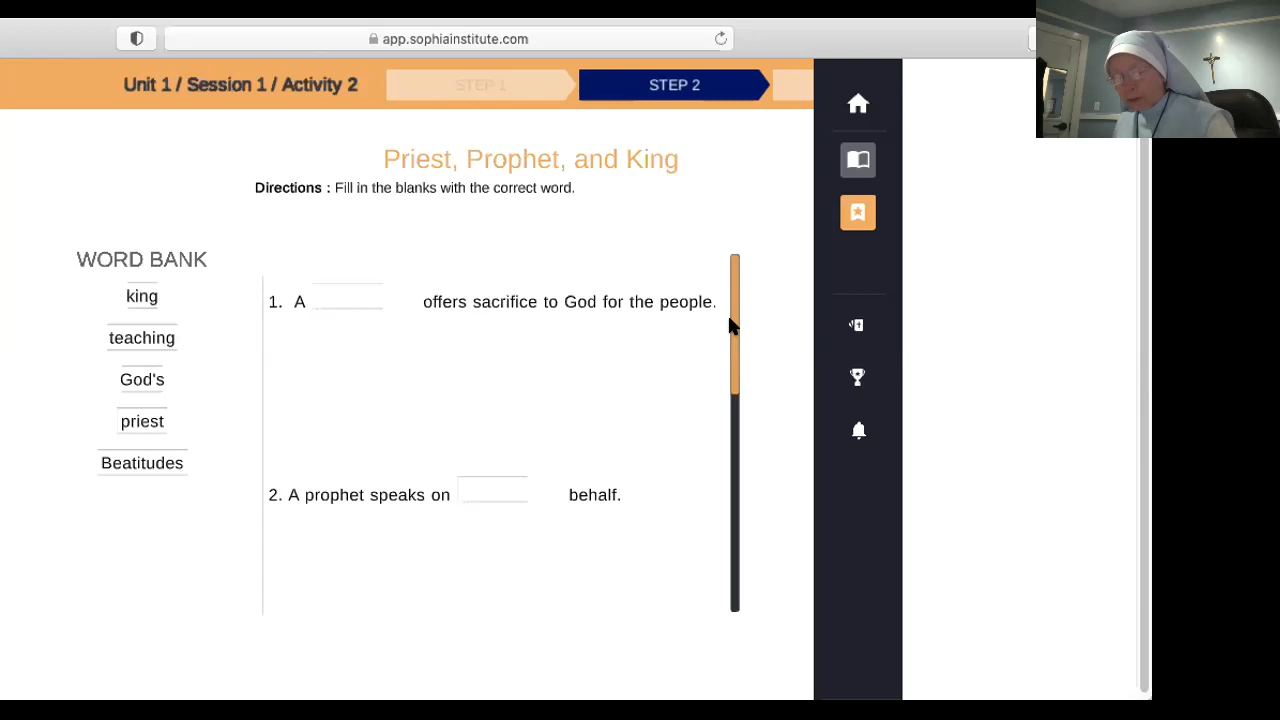 app.sophiainstitute.com
Unit 1 / Session 1 / Activity 2
STEP 1
STEP 2
Priest, Prophet, and King
Directions : Fill in the blanks with the correct word.
WORD BANK
king
teaching
God's
priest
Beatitudes
1. A offers sacrifice to God for the people.
2. A prophet speaks on behalf.